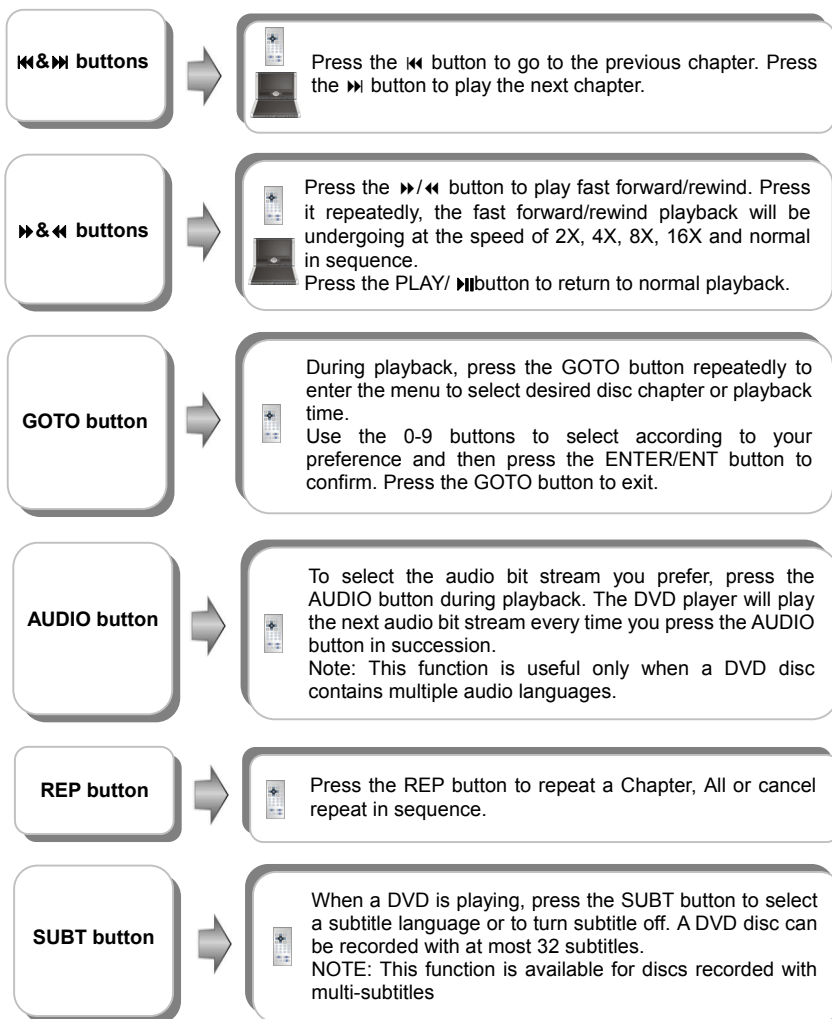 ⏮&⏭ buttons
Press the ⏮ button to go to the previous chapter. Press
the ⏭ button to play the next chapter.
⏩&⏪ buttons
Press the ⏩/⏪ button to play fast forward/rewind. Press
it repeatedly, the fast forward/rewind playback will be
undergoing at the speed of 2X, 4X, 8X, 16X and normal
in sequence.
Press the PLAY/ ⏯button to return to normal playback.
GOTO button
During playback, press the GOTO button repeatedly to
enter the menu to select desired disc chapter or playback
time.
Use the 0-9 buttons to select according to your
preference and then press the ENTER/ENT button to
confirm. Press the GOTO button to exit.
AUDIO button
To select the audio bit stream you prefer, press the
AUDIO button during playback. The DVD player will play
the next audio bit stream every time you press the AUDIO
button in succession.
Note: This function is useful only when a DVD disc
contains multiple audio languages.
REP button
Press the REP button to repeat a Chapter, All or cancel
repeat in sequence.
SUBT button
When a DVD is playing, press the SUBT button to select
a subtitle language or to turn subtitle off. A DVD disc can
be recorded with at most 32 subtitles.
NOTE: This function is available for discs recorded with
multi-subtitles